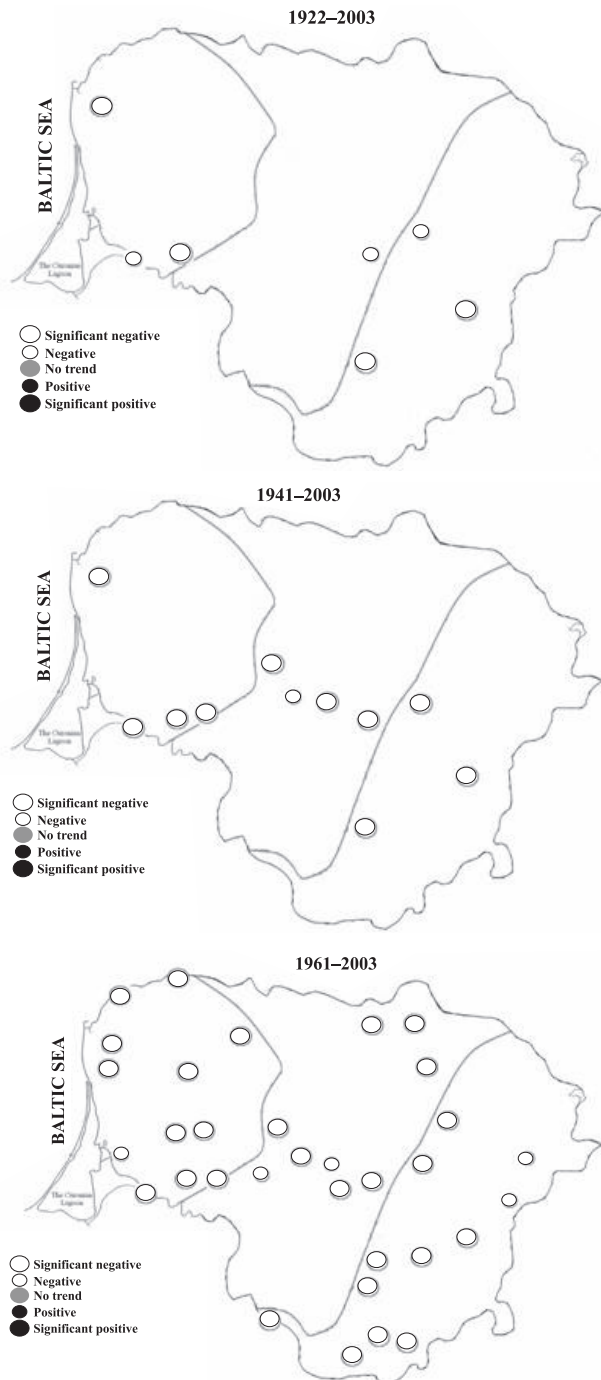 1922–2003
BALTIC SEA
The Curonian
Lagoon
Significant negative
Negative
No trend
Positive
Significant positive
1941–2003
BALTIC SEA
The Curonian
Lagoon
Significant negative
Negative
No trend
Positive
Significant positive
1961–2003
BALTIC SEA
The Curonian
Lagoon
Significant negative
Negative
No trend
Positive
Significant positive